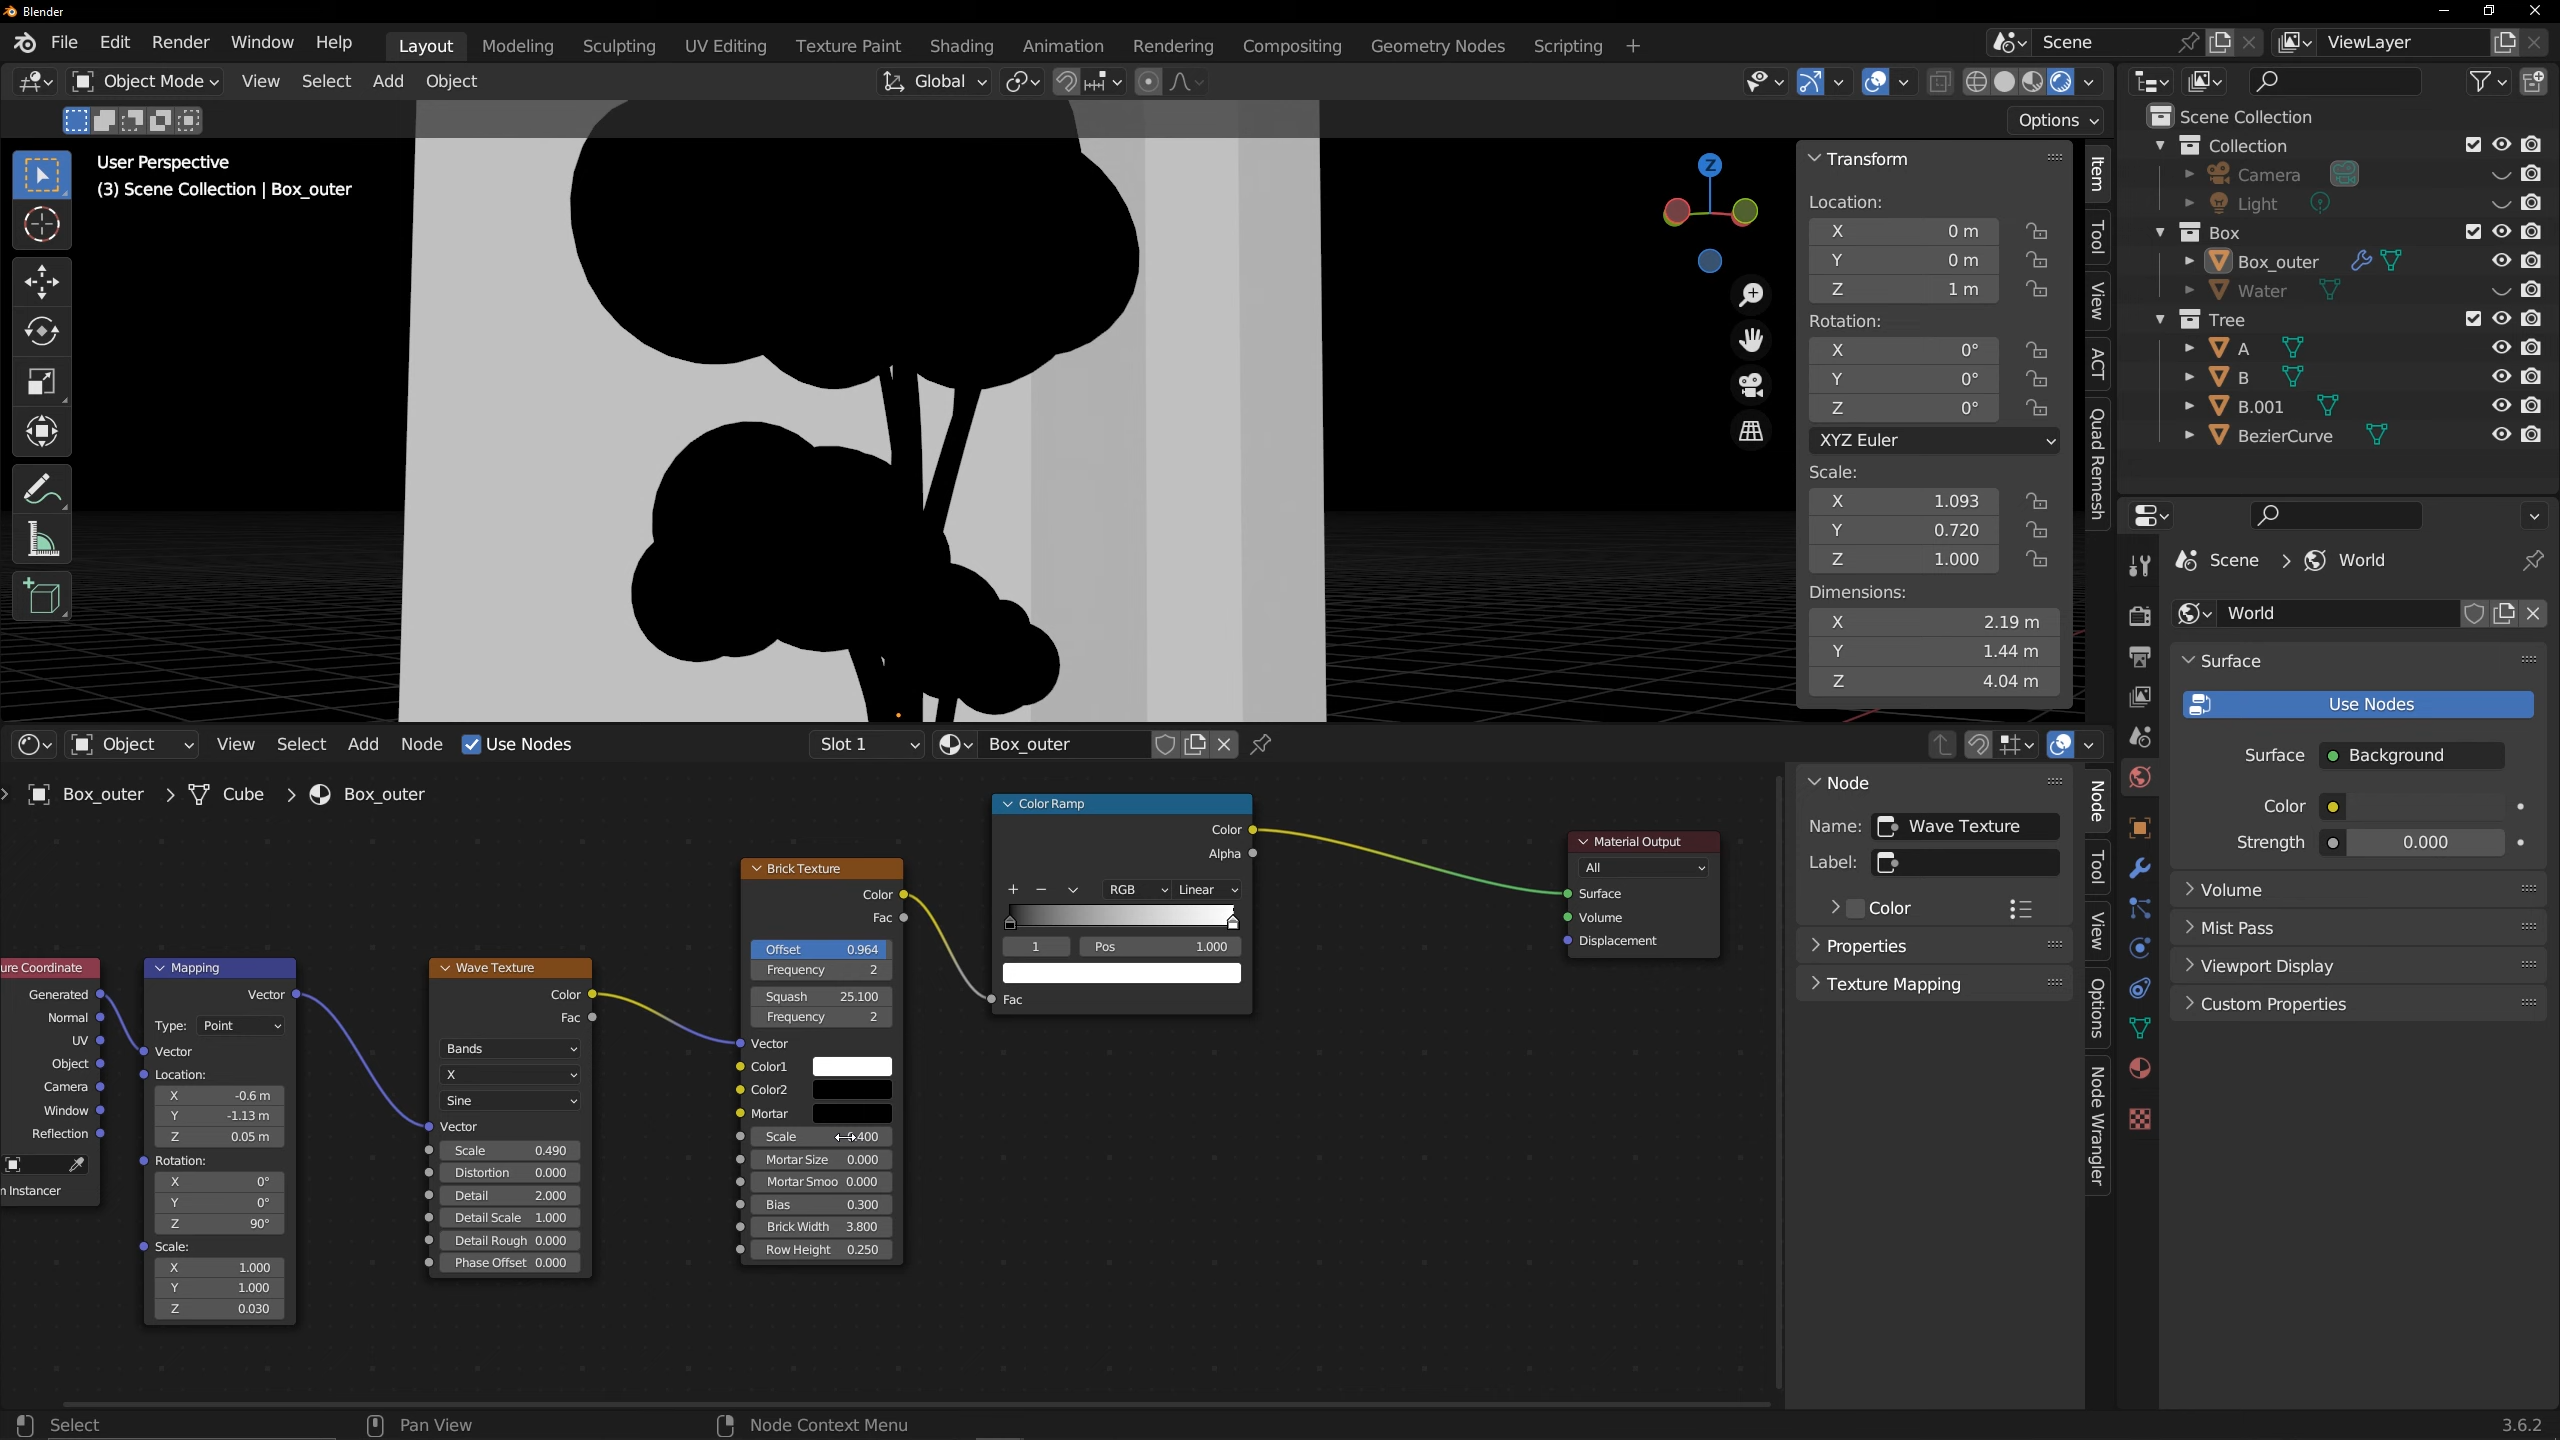 Blender
File Edit Render Window Help Layout Modeling Sculpting UV Editing Texture Paint Shading Animation Rendering Compositing Geometry Nodes Scripting + Scene ViewLayer
Object Mode View Select Add Object Global
Options
User Perspective
(3) Scene Collection | Box_outer
Z
Transform
Location:
X 0 m
Y 0 m
Z 1 m
Rotation:
X 0°
Y 0°
Z 0°
XYZ Euler
Scale:
X 1.093
Y 0.720
Z 1.000
Dimensions:
X 2.19 m
Y 1.44 m
Z 4.04 m
Item
Tool
View
ACT
Quad Remesh
Scene Collection
Collection
Camera
Light
Box
Box_outer
Water
Tree
A
B
B.001
BezierCurve
Scene > World
World
Surface
Use Nodes
Surface Background
Color
Strength 0.000
Volume
Mist Pass
Viewport Display
Custom Properties
Object View Select Add Node Use Nodes Slot 1 Box_outer
Box_outer > Cube > Box_outer
ure Coordinate
Generated
Normal
UV
Object
Camera
Window
Reflection
n Instancer
Mapping
Vector
Type: Point
Vector
Location:
X -0.6 m
Y -1.13 m
Z 0.05 m
Rotation:
X 0°
Y 0°
Z 90°
Scale:
X 1.000
Y 1.000
Z 0.030
Wave Texture
Color
Fac
Bands
X
Sine
Vector
Scale 0.490
Distortion 0.000
Detail 2.000
Detail Scale 1.000
Detail Rough 0.000
Phase Offset 0.000
Brick Texture
Color
Fac
Offset 0.964
Frequency 2
Squash 25.100
Frequency 2
Vector
Color1
Color2
Mortar
Scale
Mortar Size 0.000
Mortar Smoo 0.000
Bias 0.300
Brick Width 3.800
Row Height 0.250
Color Ramp
Color
Alpha
+ − RGB Linear
1 Pos 1.000
Fac
Material Output
All
Surface
Volume
Displacement
Node
Name: Wave Texture
Label:
Color
Properties
Texture Mapping
Node
Tool
View
Options
Node Wrangler
Select Pan View Node Context Menu 3.6.2